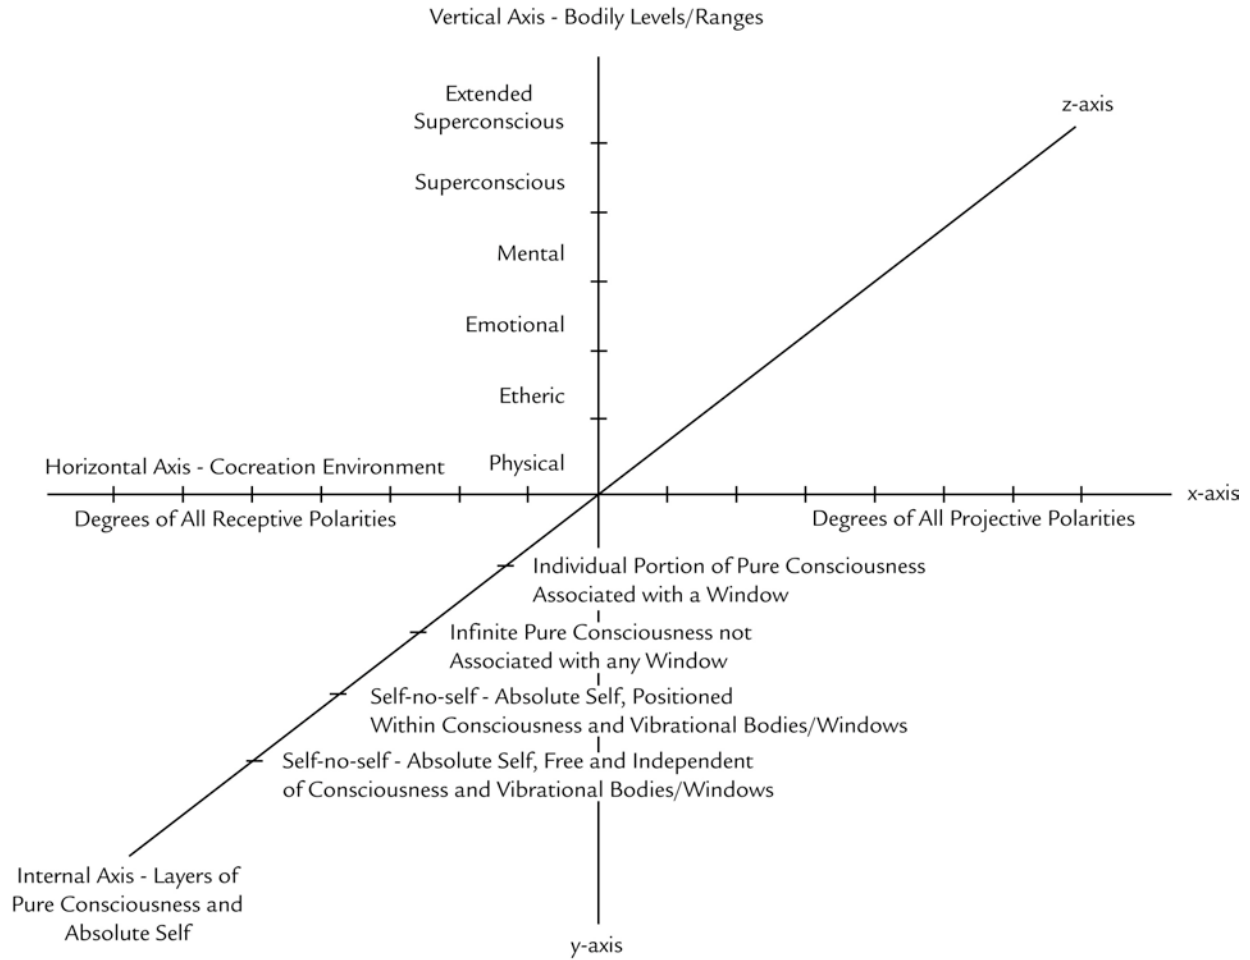 Vertical Axis - Bodily Levels/Ranges
Extended
Superconscious
z-axis
Superconscious
Mental
Emotional
Etheric
Physical
Horizontal Axis - Cocreation Environment
x-axis
Degrees of All Receptive Polarities
Degrees of All Projective Polarities
Individual Portion of Pure Consciousness
Associated with a Window
Infinite Pure Consciousness not
Associated with any Window
Self-no-self - Absolute Self, Positioned
Within Consciousness and Vibrational Bodies/Windows
Self-no-self - Absolute Self, Free and Independent
of Consciousness and Vibrational Bodies/Windows
Internal Axis - Layers of
Pure Consciousness and
Absolute Self
y-axis